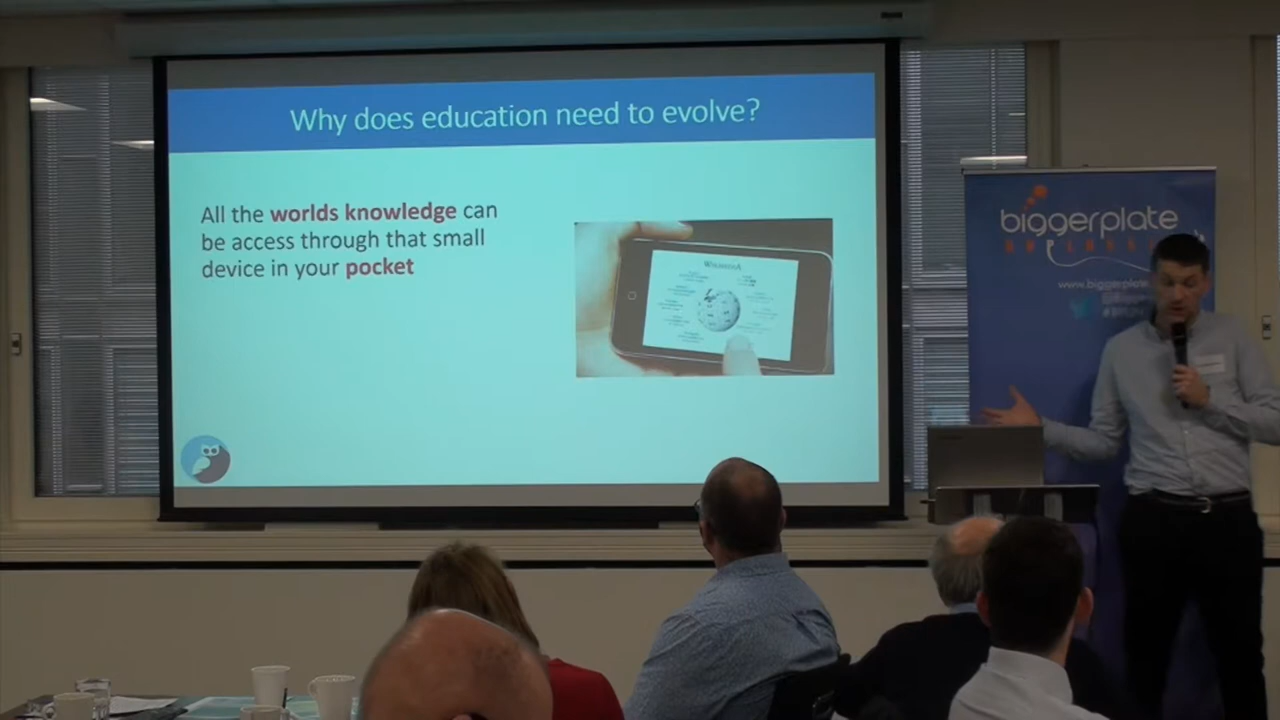 Why does education need to evolve?
All the worlds knowledge can
be access through that small
device in your pocket
WIKIPEDIA
biggerplate
www.biggerplate